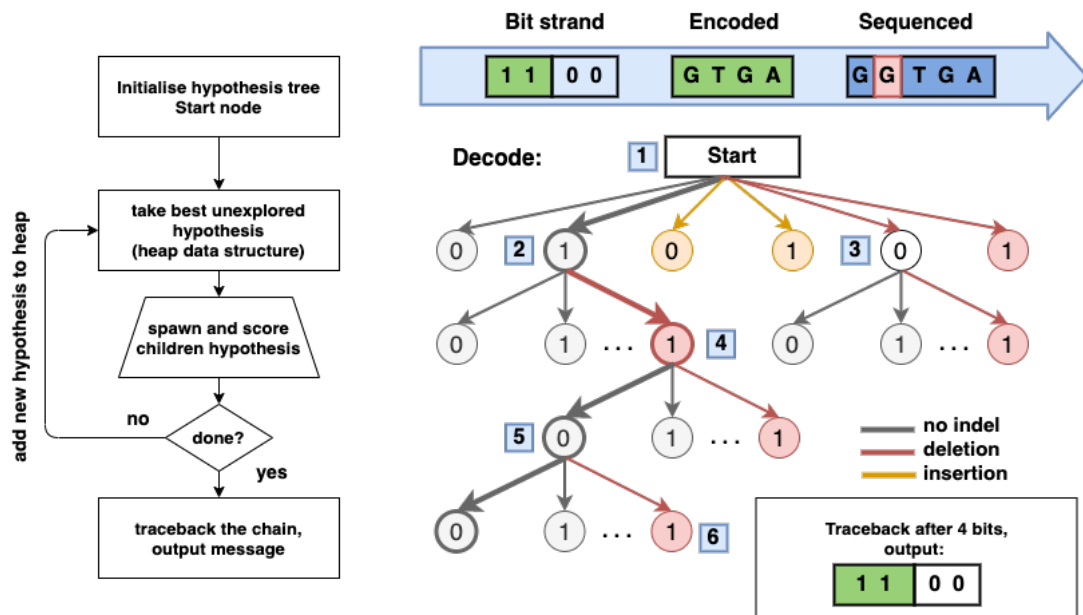 Initialise hypothesis tree
Start node
take best unexplored
hypothesis
(heap data structure)
add new hypothesis to heap
spawn and score
children hypothesis
no
done?
yes
traceback the chain,
output message
Bit strand
Encoded
Sequenced
1 1 0 0
G T G A
G G T G A
Decode:
1
Start
0
2
1
0
1
3
0
1
0
1
...
1
4
0
1
...
1
5
0
1
...
1
0
1
...
1
6
no indel
deletion
insertion
Traceback after 4 bits,
output:
1 1 0 0